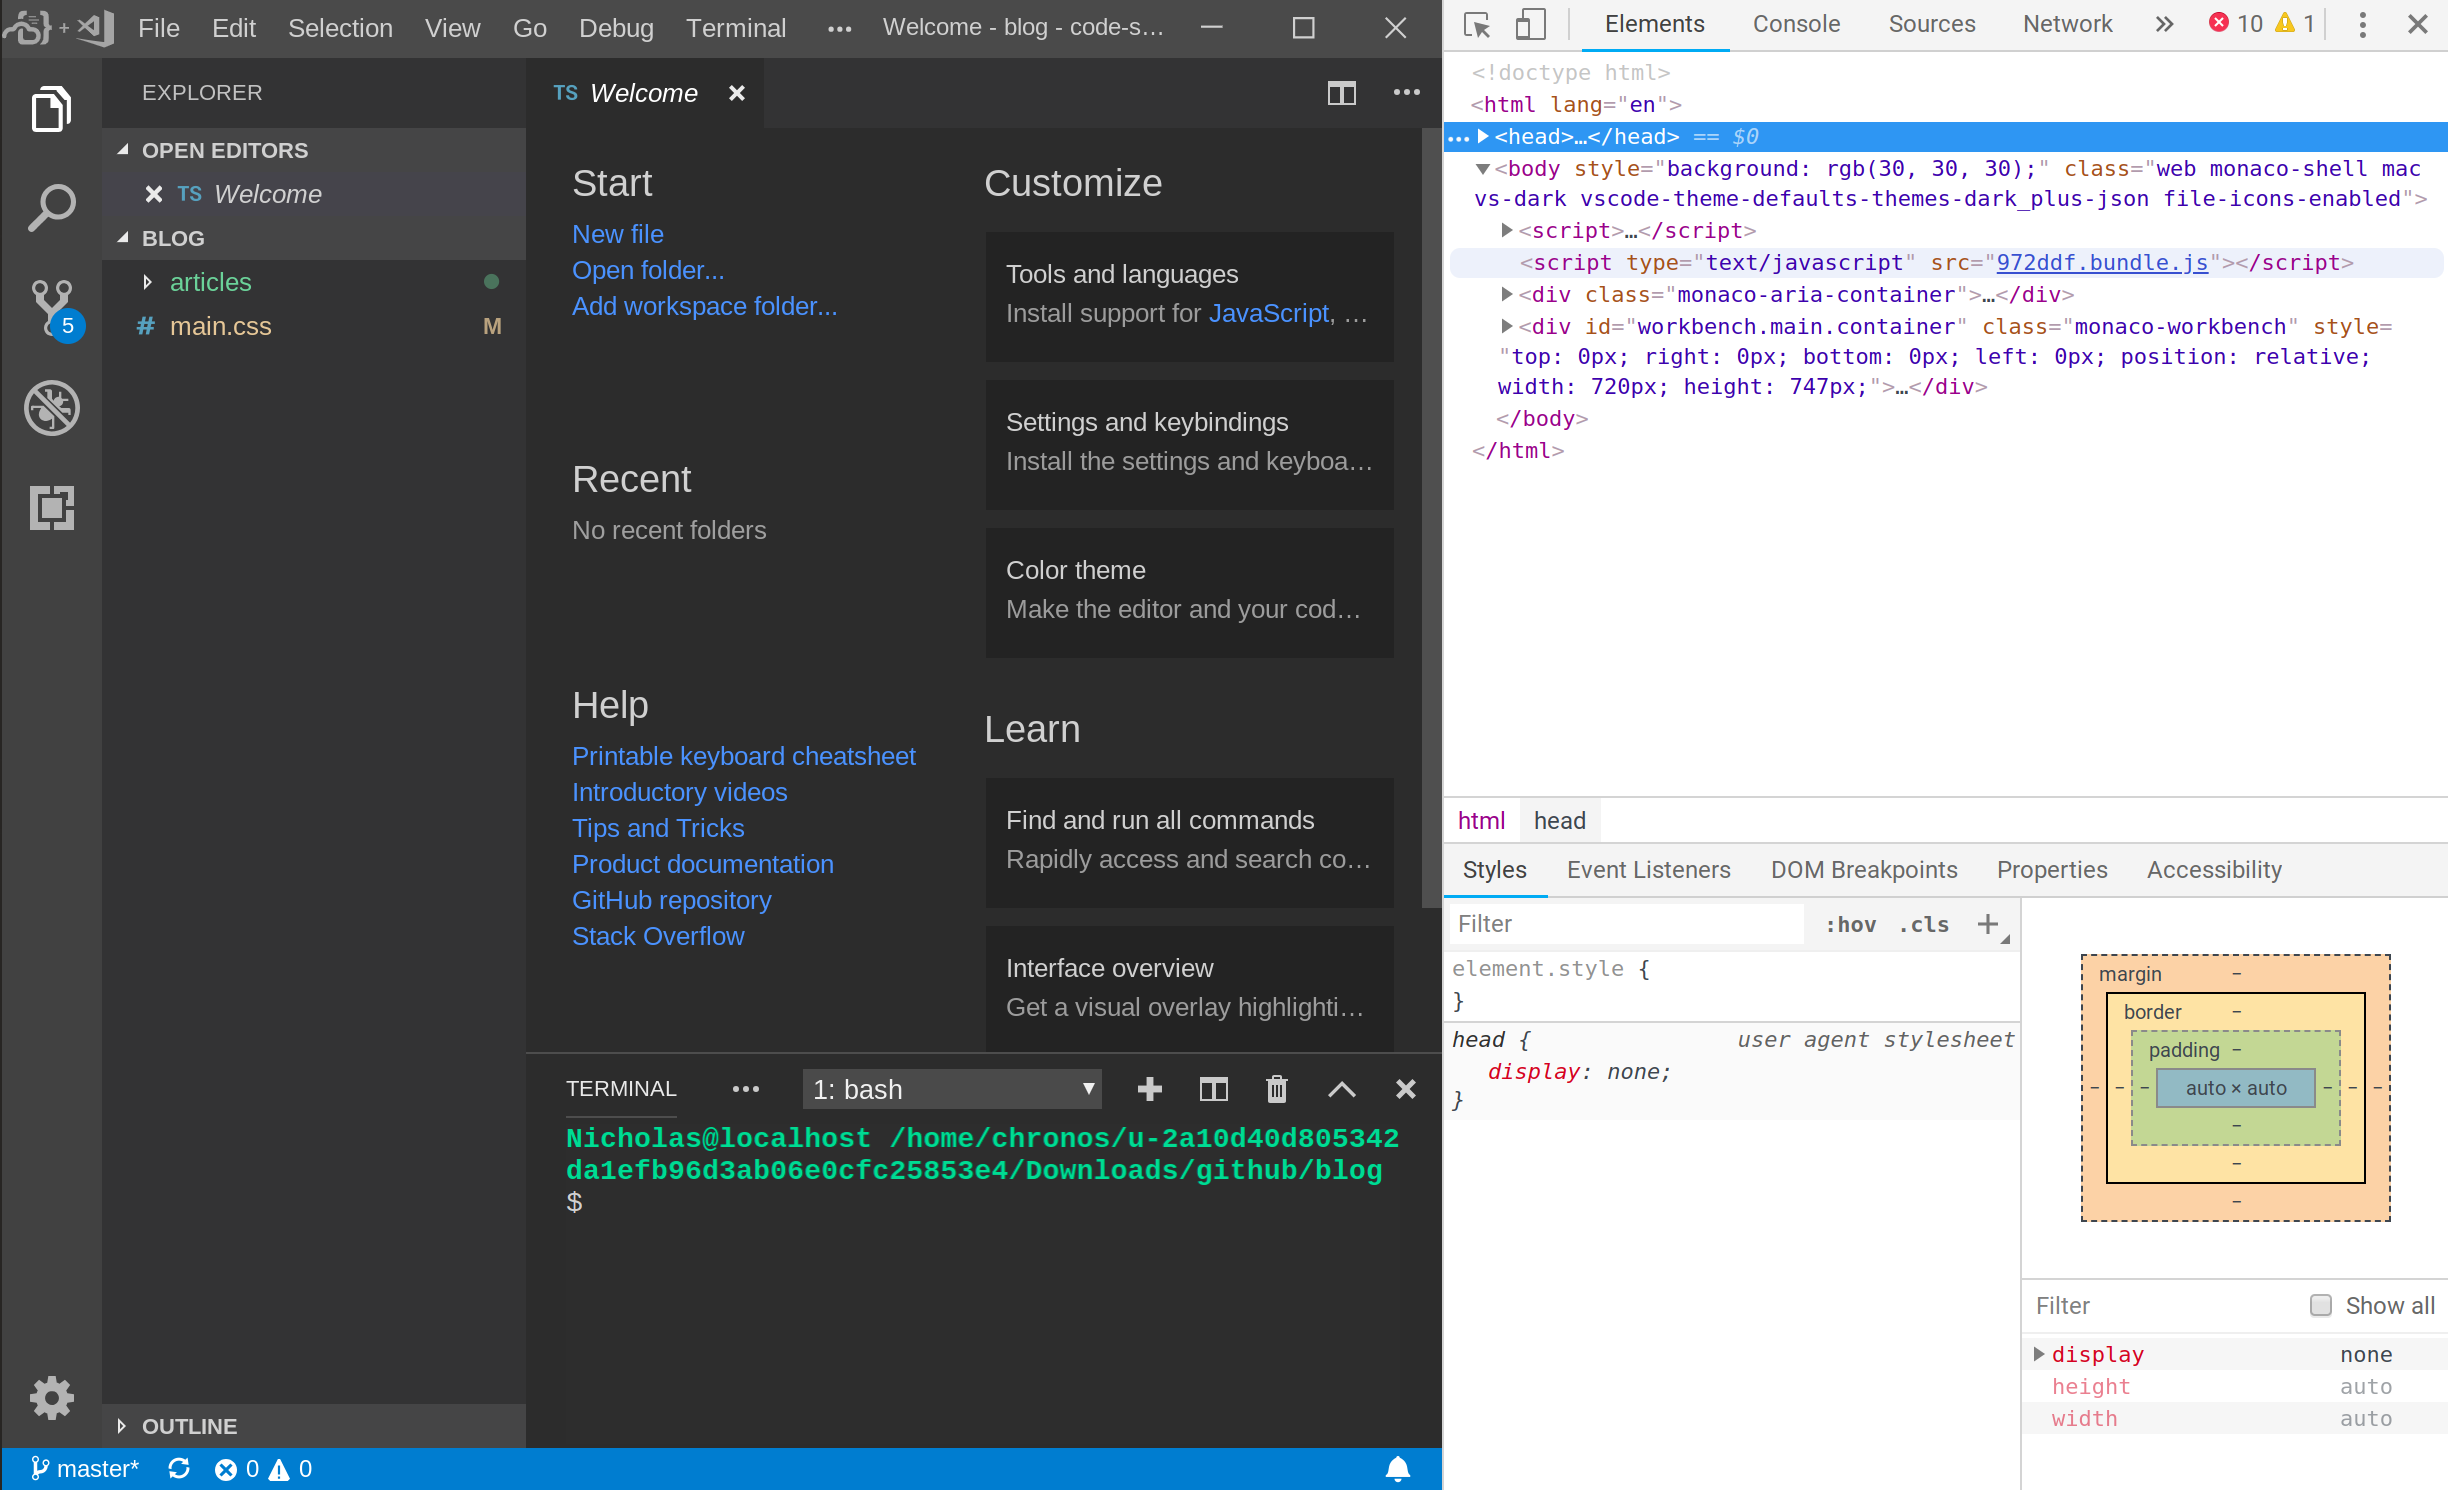 File Edit Selection View Go Debug Terminal ••• Welcome - blog - code-s...
EXPLORER
OPEN EDITORS
TS Welcome
BLOG
articles
# main.css M
5
OUTLINE
TS Welcome
Start
New file
Open folder...
Add workspace folder...
Recent
No recent folders
Help
Printable keyboard cheatsheet
Introductory videos
Tips and Tricks
Product documentation
GitHub repository
Stack Overflow
Customize
Tools and languages
Install support for JavaScript, ...
Settings and keybindings
Install the settings and keyboa...
Color theme
Make the editor and your cod...
Learn
Find and run all commands
Rapidly access and search co...
Interface overview
Get a visual overlay highlighti...
TERMINAL ••• 1: bash
Nicholas@localhost /home/chronos/u-2a10d40d805342
da1efb96d3ab06e0cfc25853e4/Downloads/github/blog
$
master* 0 0
Elements Console Sources Network » 10 1
<!doctype html>
<html lang="en">
<head>…</head> == $0
<body style="background: rgb(30, 30, 30);" class="web monaco-shell mac
vs-dark vscode-theme-defaults-themes-dark_plus-json file-icons-enabled">
<script>…</script>
<script type="text/javascript" src="972ddf.bundle.js"></script>
<div class="monaco-aria-container">…</div>
<div id="workbench.main.container" class="monaco-workbench" style=
"top: 0px; right: 0px; bottom: 0px; left: 0px; position: relative;
width: 720px; height: 747px;">…</div>
</body>
</html>
html head
Styles Event Listeners DOM Breakpoints Properties Accessibility
Filter :hov .cls +
element.style {
}
head { user agent stylesheet
display: none;
}
margin –
border –
padding –
– – – auto × auto – – –
–
–
–
Filter Show all
display none
height auto
width auto